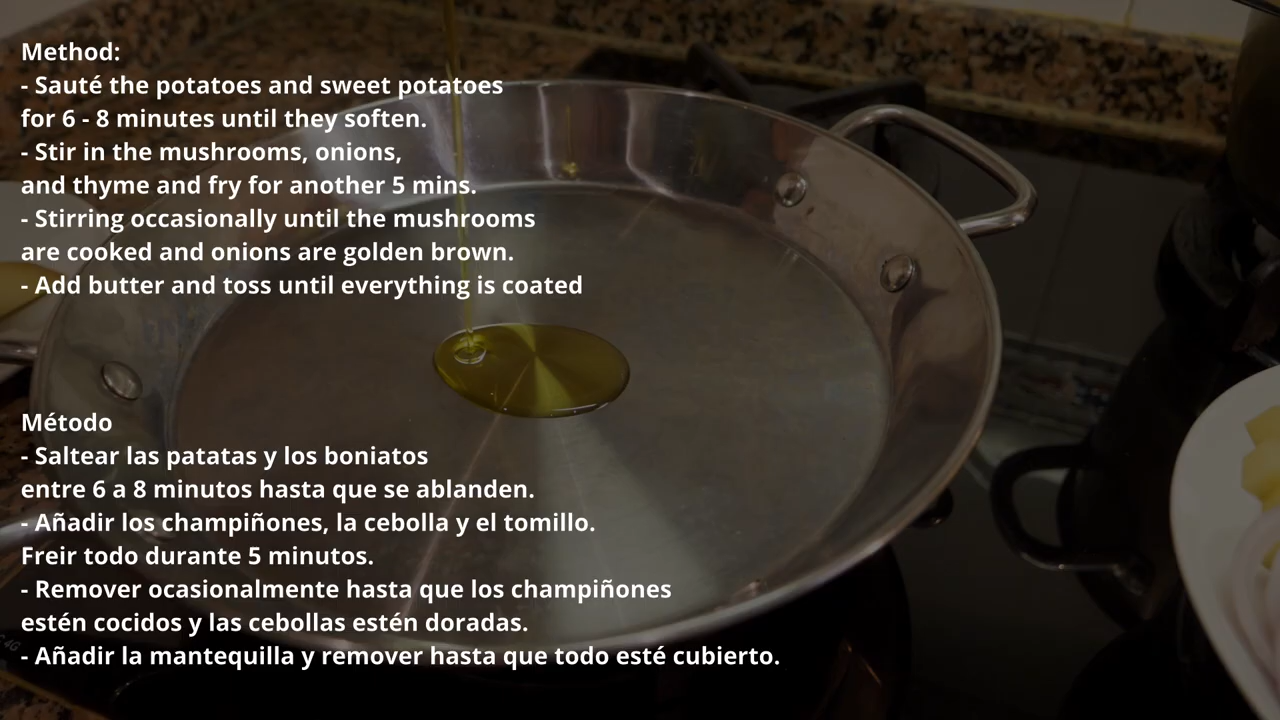 Method:
- Sauté the potatoes and sweet potatoes
for 6 - 8 minutes until they soften.
- Stir in the mushrooms, onions,
and thyme and fry for another 5 mins.
- Stirring occasionally until the mushrooms
are cooked and onions are golden brown.
- Add butter and toss until everything is coated
Método
- Saltear las patatas y los boniatos
entre 6 a 8 minutos hasta que se ablanden.
- Añadir los champiñones, la cebolla y el tomillo.
Freir todo durante 5 minutos.
- Remover ocasionalmente hasta que los champiñones
estén cocidos y las cebollas estén doradas.
- Añadir la mantequilla y remover hasta que todo esté cubierto.